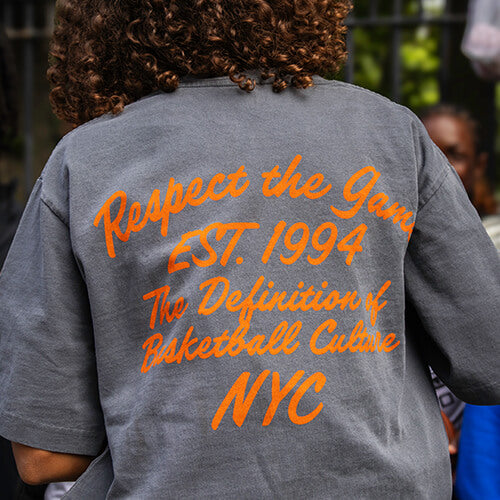 Respect the Game
EST. 1994
The Definition of
Basketball Culture
NYC